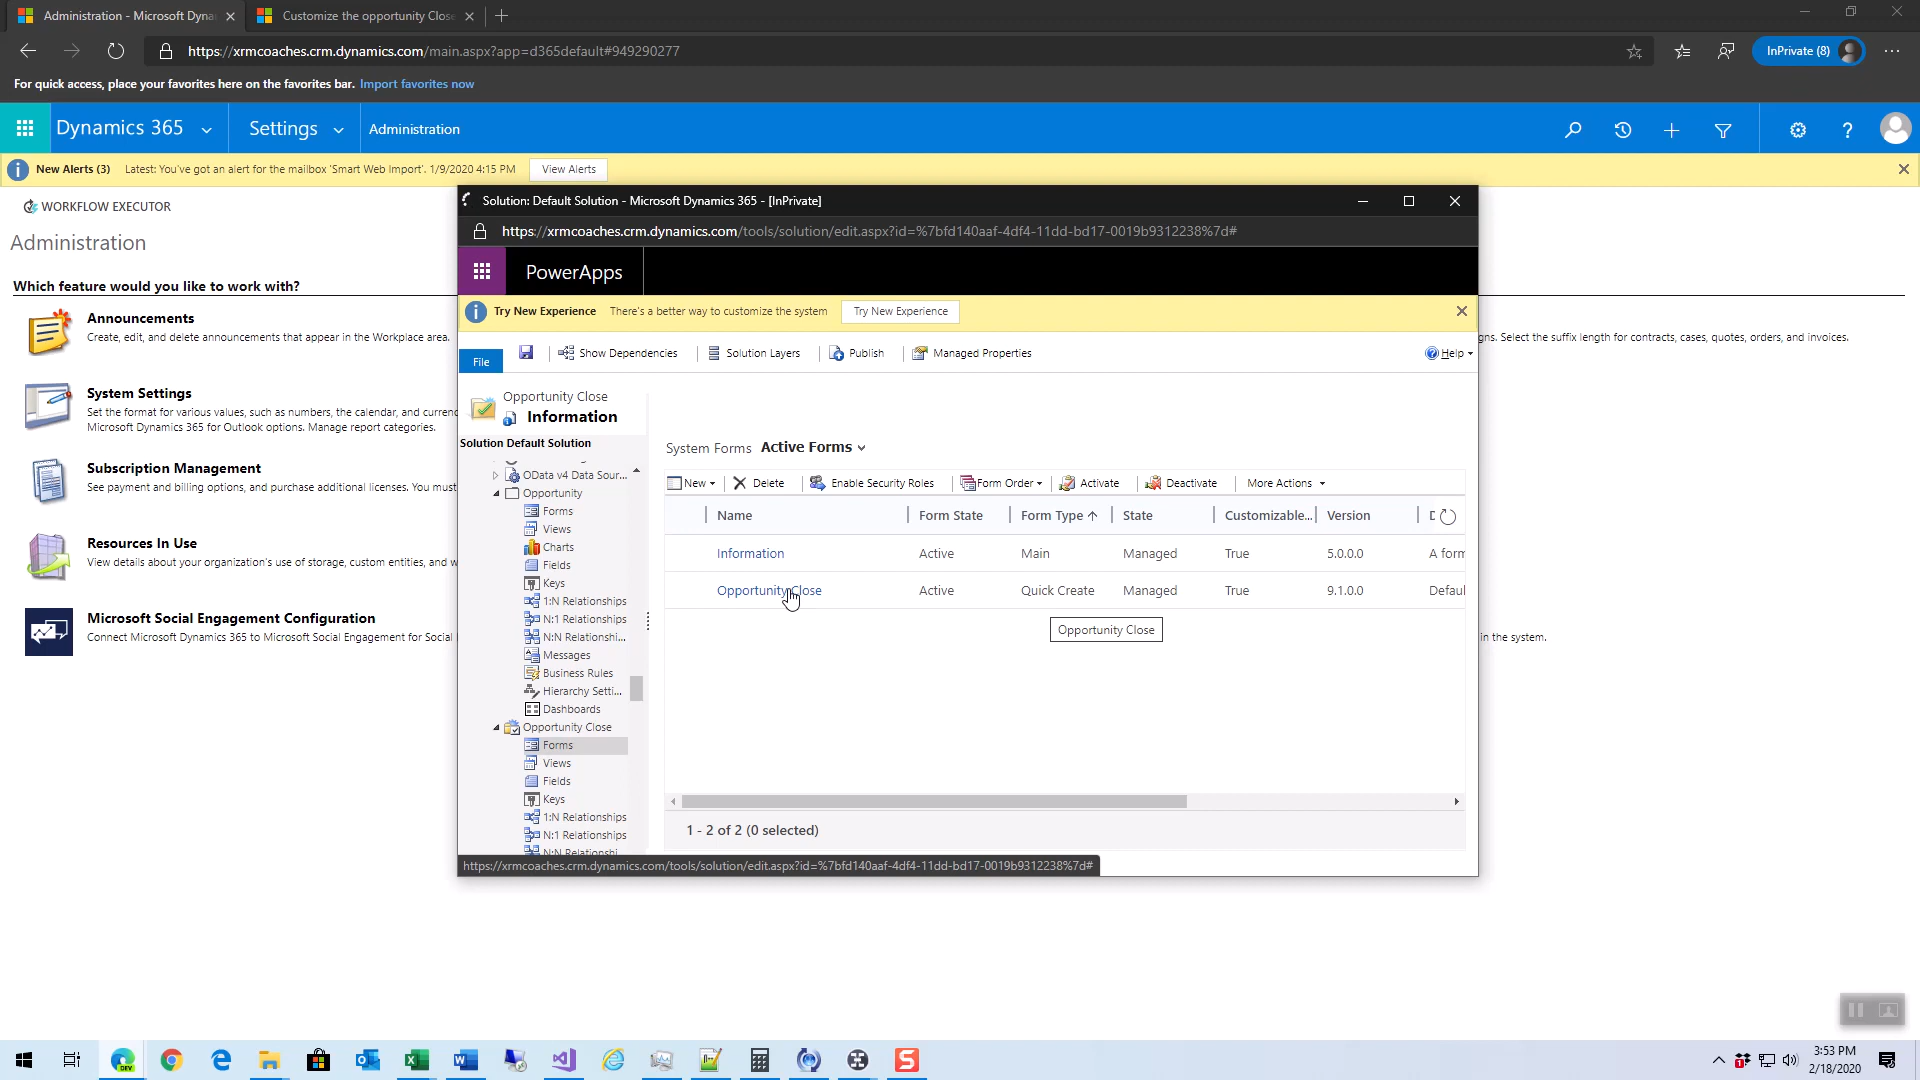 Administration - Microsoft Dyna
Customize the opportunity Close
https://xrmcoaches.crm.dynamics.com/main.aspx?app=d365default#949290277
InPrivate (8)
For quick access, place your favorites here on the favorites bar. Import favorites now
Dynamics 365
Settings
Administration
New Alerts (3) Latest: You've got an alert for the mailbox 'Smart Web Import'. 1/9/2020 4:15 PM View Alerts
WORKFLOW EXECUTOR
Administration
Which feature would you like to work with?
Announcements
Create, edit, and delete announcements that appear in the Workplace area.
System Settings
Set the format for various values, such as numbers, the calendar, and currenc
Microsoft Dynamics 365 for Outlook options. Manage report categories.
Subscription Management
See payment and billing options, and purchase additional licenses. You must
Resources In Use
View details about your organization's use of storage, custom entities, and w
Microsoft Social Engagement Configuration
Connect Microsoft Dynamics 365 to Microsoft Social Engagement for Social
gns. Select the suffix length for contracts, cases, quotes, orders, and invoices.
in the system.
Solution: Default Solution - Microsoft Dynamics 365 - [InPrivate]
https://xrmcoaches.crm.dynamics.com/tools/solution/edit.aspx?id=%7bfd140aaf-4df4-11dd-bd17-0019b9312238%7d#
PowerApps
Try New Experience There's a better way to customize the system Try New Experience
File
Show Dependencies
Solution Layers
Publish
Managed Properties
Help
Opportunity Close
Information
Solution Default Solution
OData v4 Data Sour...
Opportunity
Forms
Views
Charts
Fields
Keys
1:N Relationships
N:1 Relationships
N:N Relationshi...
Messages
Business Rules
Hierarchy Setti...
Dashboards
Opportunity Close
Forms
Views
Fields
Keys
1:N Relationships
N:1 Relationships
N:N Relationshi
System Forms Active Forms
New Delete Enable Security Roles Form Order Activate Deactivate More Actions
Name Form State Form Type State Customizable... Version
Information Active Main Managed True 5.0.0.0 A form
Opportunity Close Active Quick Create Managed True 9.1.0.0 Defaul
Opportunity Close
1 - 2 of 2 (0 selected)
https://xrmcoaches.crm.dynamics.com/tools/solution/edit.aspx?id=%7bfd140aaf-4df4-11dd-bd17-0019b9312238%7d#
3:53 PM
2/18/2020